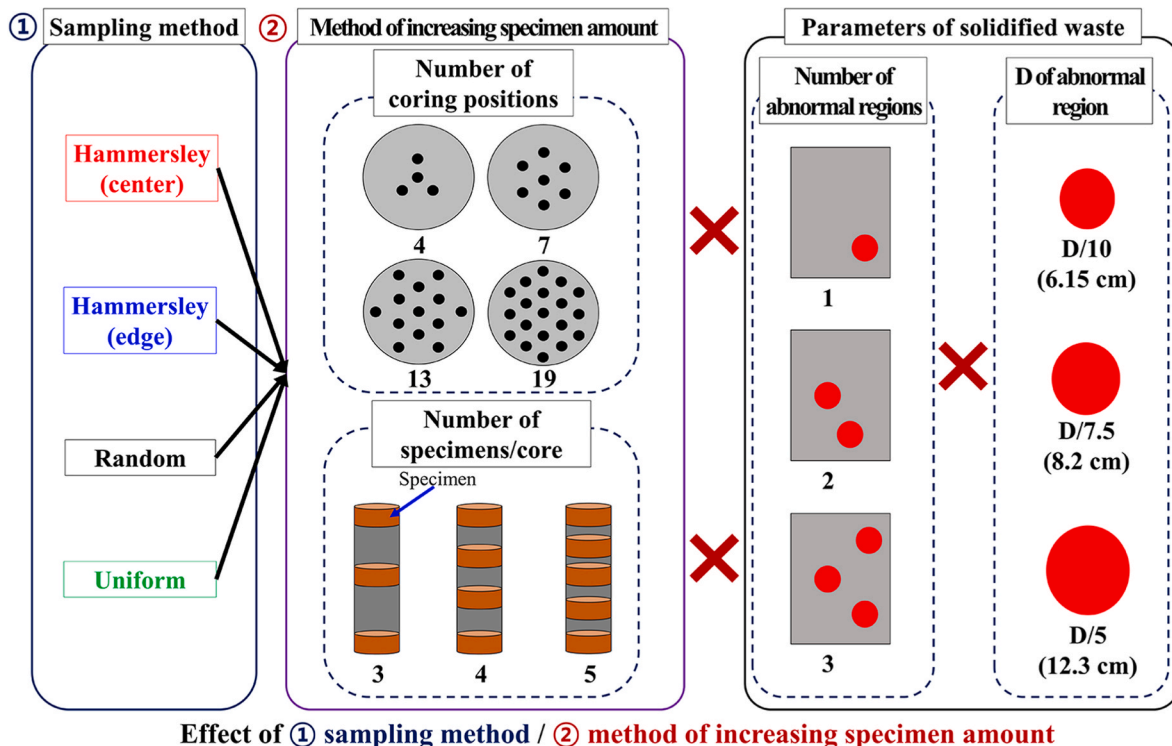 ① Sampling method
Hammersley
(center)
Hammersley
(edge)
Random
Uniform
② Method of increasing specimen amount
Number of
coring positions
4
7
13
19
Number of
specimens/core
Specimen
3
4
5
Parameters of solidified waste
Number of
abnormal regions
1
2
3
D of abnormal
region
D/10
(6.15 cm)
D/7.5
(8.2 cm)
D/5
(12.3 cm)
Effect of ① sampling method / ② method of increasing specimen amount